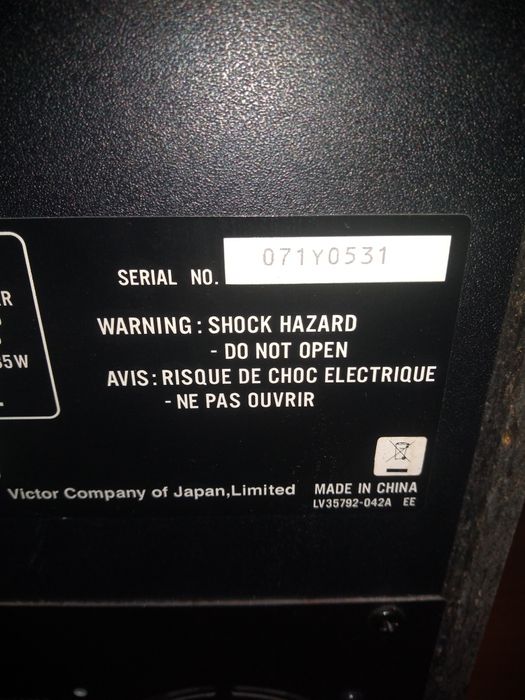 SERIAL NO. 071Y0531
WARNING: SHOCK HAZARD
- DO NOT OPEN
AVIS: RISQUE DE CHOC ELECTRIQUE
- NE PAS OUVRIR
R
35W
Victor Company of Japan,Limited MADE IN CHINA
LV35792-042A EE